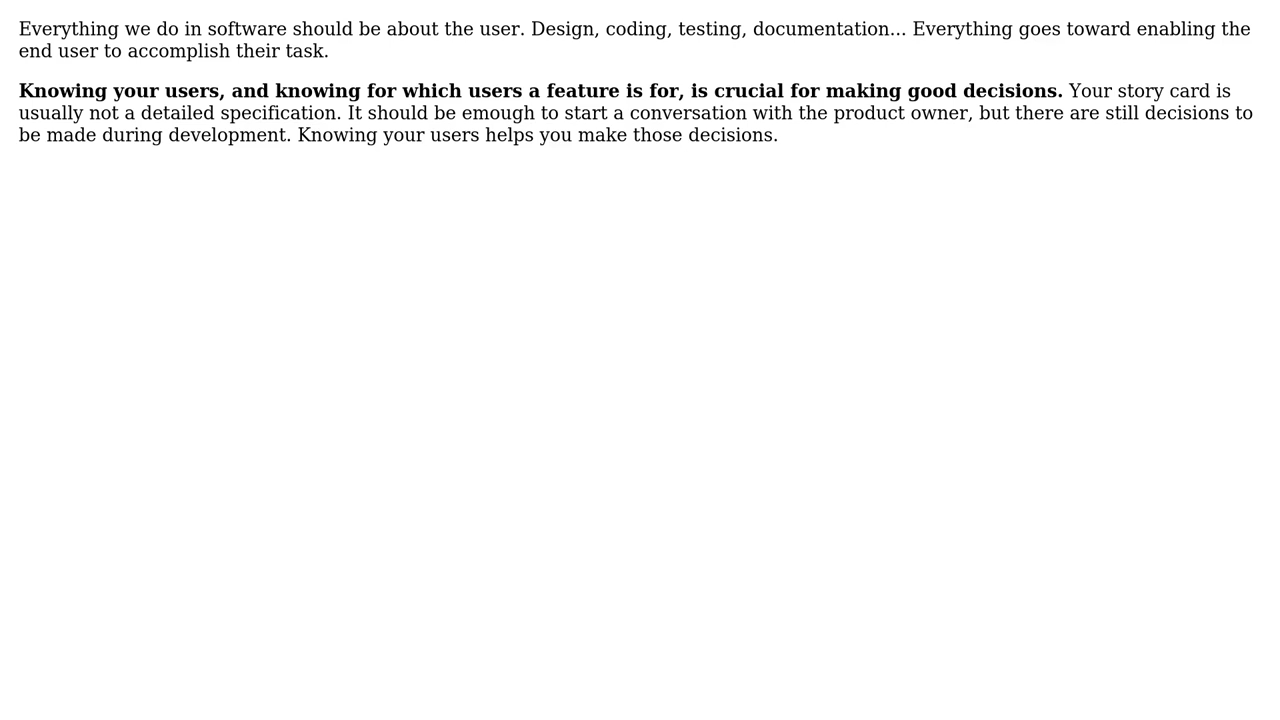 Everything we do in software should be about the user. Design, coding, testing, documentation... Everything goes toward enabling the
end user to accomplish their task.
Knowing your users, and knowing for which users a feature is for, is crucial for making good decisions. Your story card is
usually not a detailed specification. It should be emough to start a conversation with the product owner, but there are still decisions to
be made during development. Knowing your users helps you make those decisions.